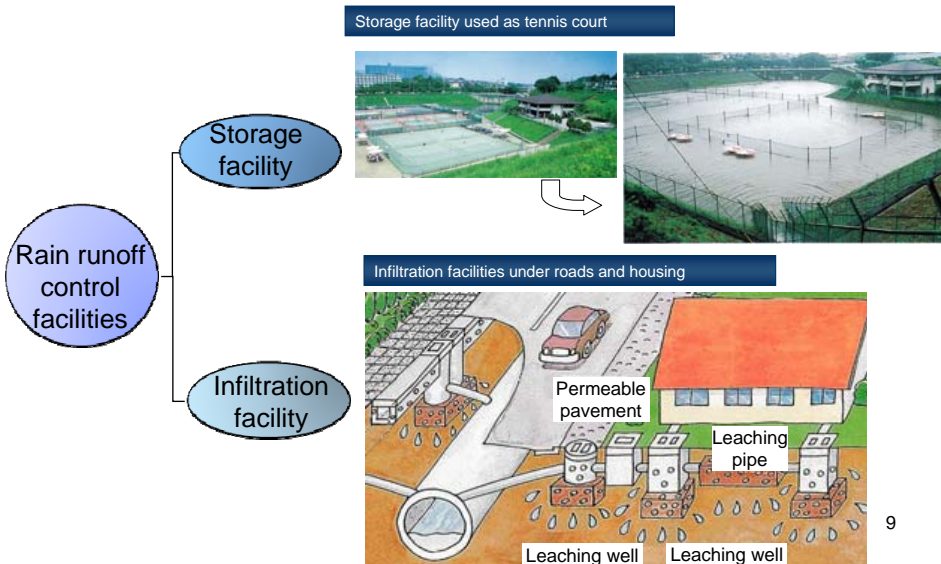 Storage facility used as tennis court
Storage
facility
Rain runoff
control
facilities
Infiltration facilities under roads and housing
Infiltration
facility
Permeable
pavement
Leaching
pipe
Leaching well
Leaching well
9